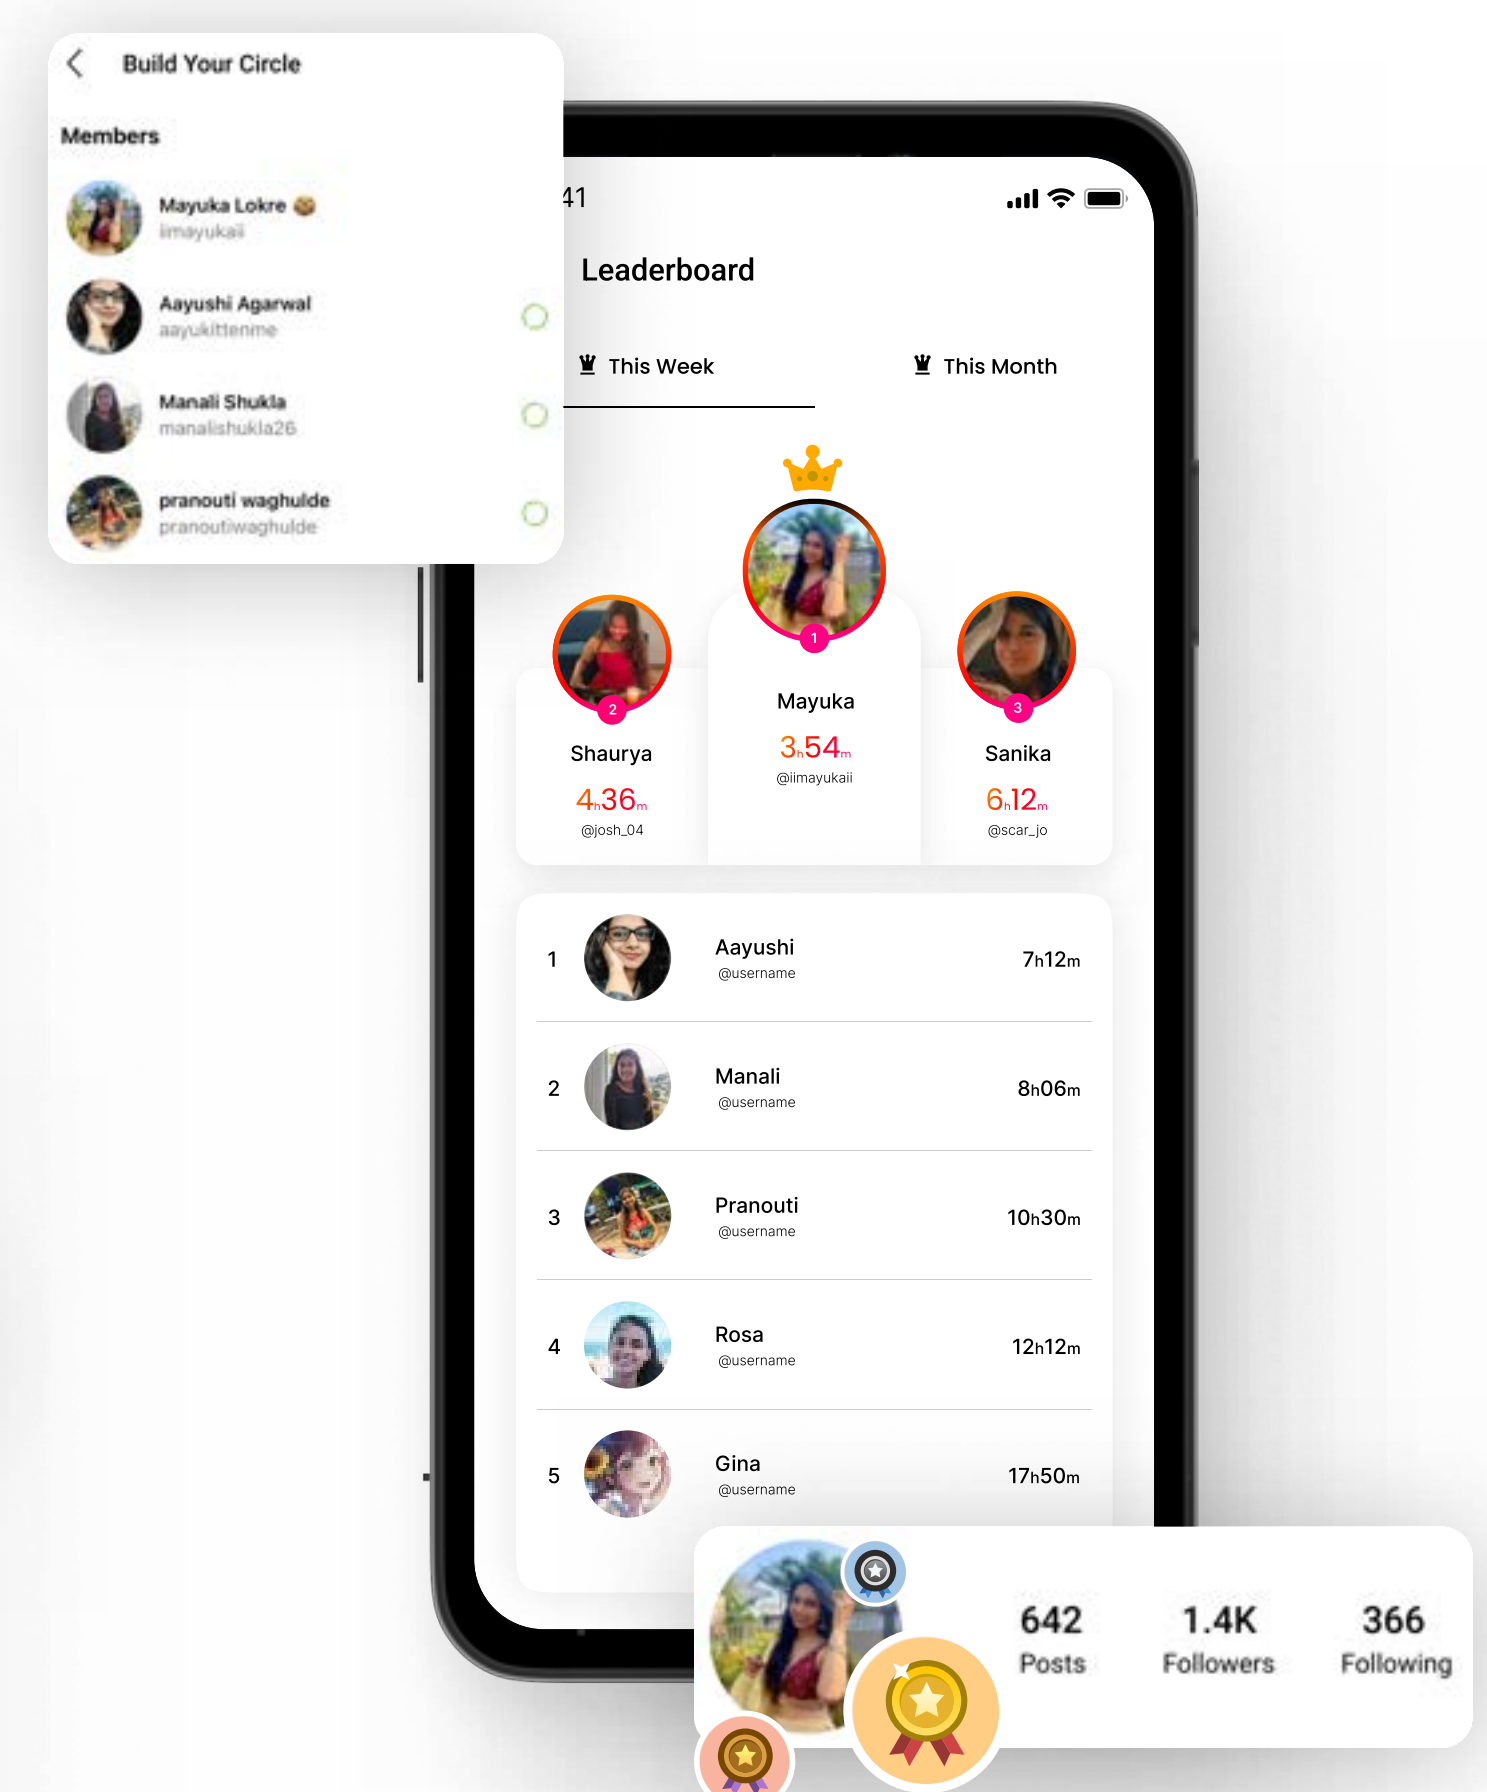 Build Your Circle
Members
Mayuka Lokre
iimayukaii
Aayushi Agarwal
aayukittenme
Manali Shukla
manalishukla26
pranouti waghulde
pranoutiwaghulde
41
Leaderboard
This Week
This Month
1
Mayuka
3h54m
@iimayukaii
2
Shaurya
4h36m
@josh_04
3
Sanika
6h12m
@scar_jo
1
Aayushi
@username
7h12m
2
Manali
@username
8h06m
3
Pranouti
@username
10h30m
4
Rosa
@username
12h12m
5
Gina
@username
17h50m
642
Posts
1.4K
Followers
366
Following